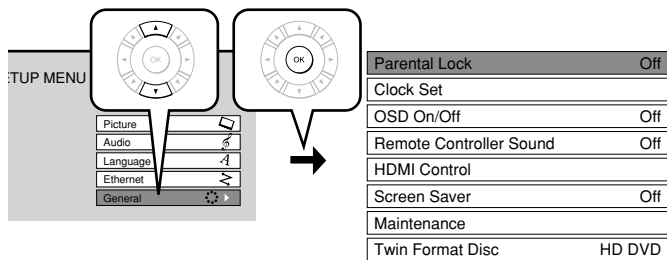 OK
OK
TUP MENU
Picture
Audio
Language
Ethernet
General
Parental Lock Off
Clock Set
OSD On/Off Off
Remote Controller Sound Off
HDMI Control
Screen Saver Off
Maintenance
Twin Format Disc HD DVD